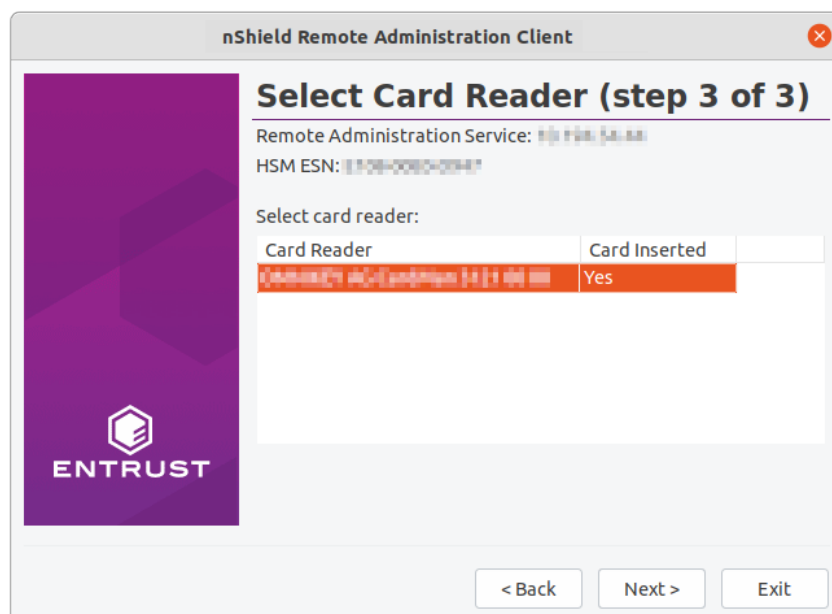 nShield Remote Administration Client
Select Card Reader (step 3 of 3)
Remote Administration Service:
HSM ESN:
Select card reader:
Card Reader Card Inserted
Yes
ENTRUST
< Back Next > Exit